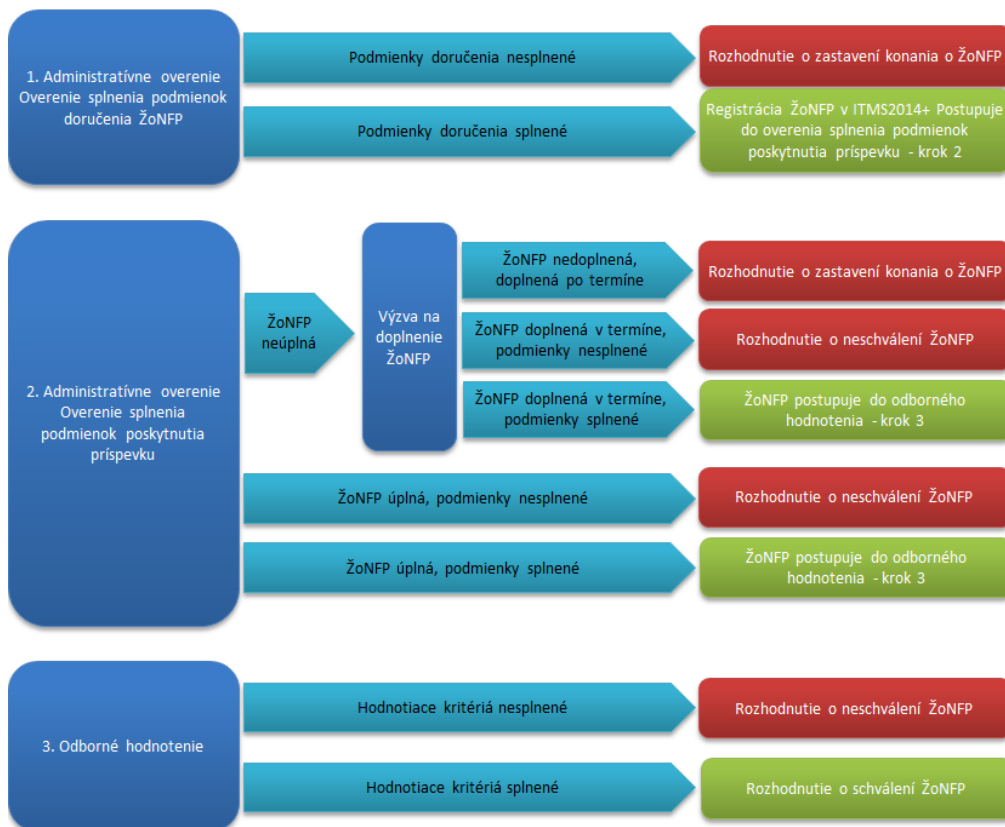 1. Administratívne overenie
Overenie splnenia podmienok
doručenia ŽoNFP
Podmienky doručenia nesplnené
Rozhodnutie o zastavení konania o ŽoNFP
Podmienky doručenia splnené
Registrácia ŽoNFP v ITMS2014+ Postupuje
do overenia splnenia podmienok
poskytnutia príspevku - krok 2
2. Administratívne overenie
Overenie splnenia
podmienok poskytnutia
príspevku
ŽoNFP
neúplná
Výzva na
doplnenie
ŽoNFP
ŽoNFP nedoplnená,
doplnená po termíne
Rozhodnutie o zastavení konania o ŽoNFP
ŽoNFP doplnená v termíne,
podmienky nesplnené
Rozhodnutie o neschválení ŽoNFP
ŽoNFP doplnená v termíne,
podmienky splnené
ŽoNFP postupuje do odborného
hodnotenia - krok 3
ŽoNFP úplná, podmienky nesplnené
Rozhodnutie o neschválení ŽoNFP
ŽoNFP úplná, podmienky splnené
ŽoNFP postupuje do odborného
hodnotenia - krok 3
3. Odborné hodnotenie
Hodnotiace kritériá nesplnené
Rozhodnutie o neschválení ŽoNFP
Hodnotiace kritériá splnené
Rozhodnutie o schválení ŽoNFP